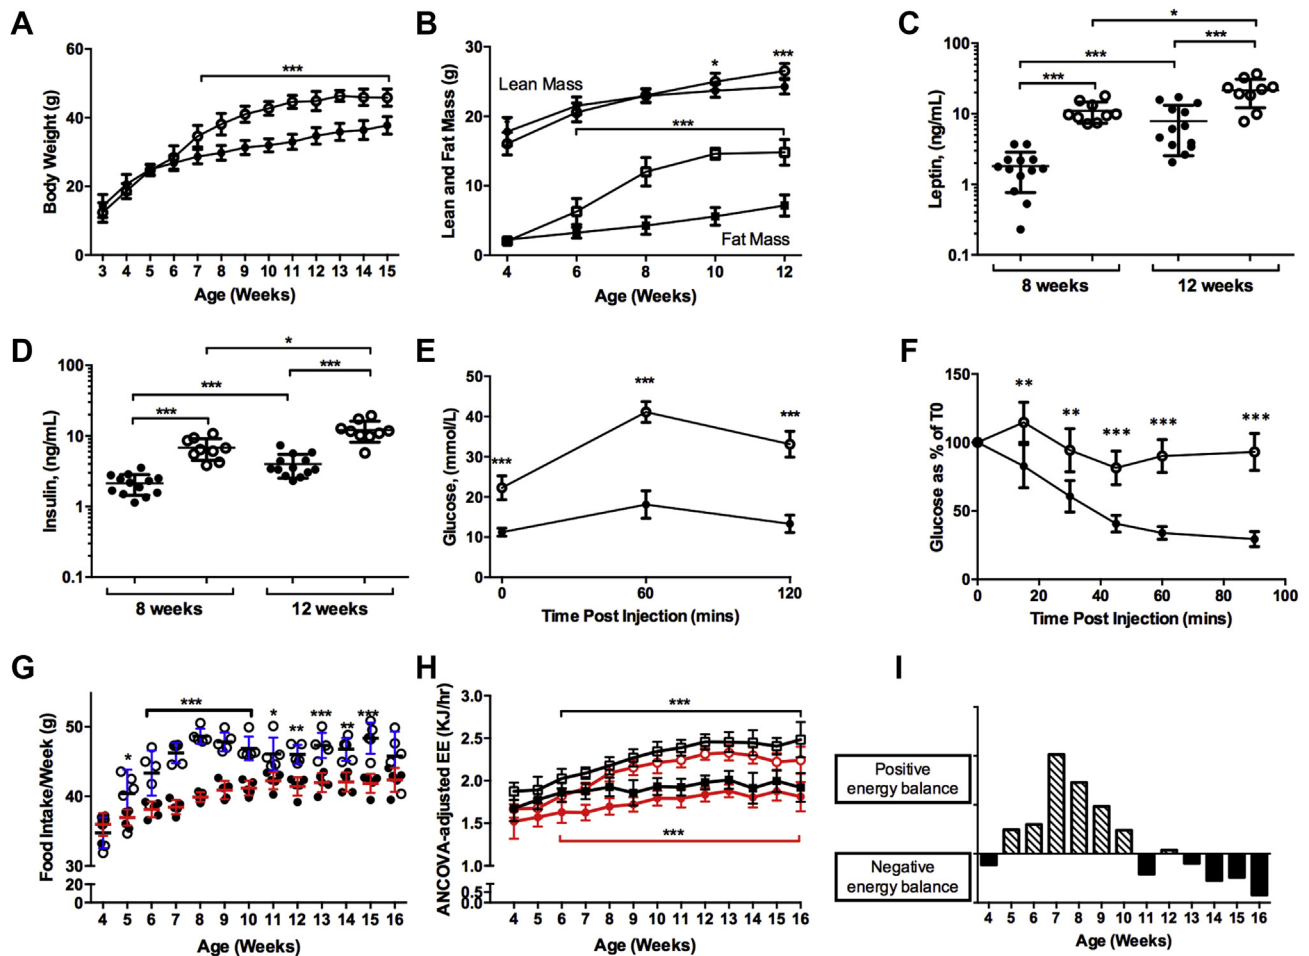 A
Body Weight (g)
60
40
20
0
***
3 4 5 6 7 8 9 10 11 12 13 14 15
Age (Weeks)
B
Lean and Fat Mass (g)
30
20
10
0
Lean Mass
*
***
***
Fat Mass
4 6 8 10 12
Age (Weeks)
C
Leptin, (ng/mL)
100
10
1
0.1
*
***
***
***
8 weeks 12 weeks
D
Insulin, (ng/mL)
100
10
1
0.1
*
***
***
***
8 weeks 12 weeks
E
Glucose, (mmol/L)
50
40
30
20
10
0
***
***
***
0 60 120
Time Post Injection (mins)
F
Glucose as % of T0
150
100
50
0
** ** *** *** ***
0 20 40 60 80 100
Time Post Injection (mins)
G
Food Intake/Week (g)
50
40
30
20
0
* *** * ** *** ** ***
4 5 6 7 8 9 10 11 12 13 14 15 16
Age (Weeks)
H
ANCOVA-adjusted EE (KJ/hr)
3.0
2.5
2.0
1.5
1.0
0.5
0.0
***
***
4 5 6 7 8 9 10 11 12 13 14 15 16
Age (Weeks)
I
Positive
energy balance
Negative
energy balance
4 5 6 7 8 9 10 11 12 13 14 15 16
Age (Weeks)